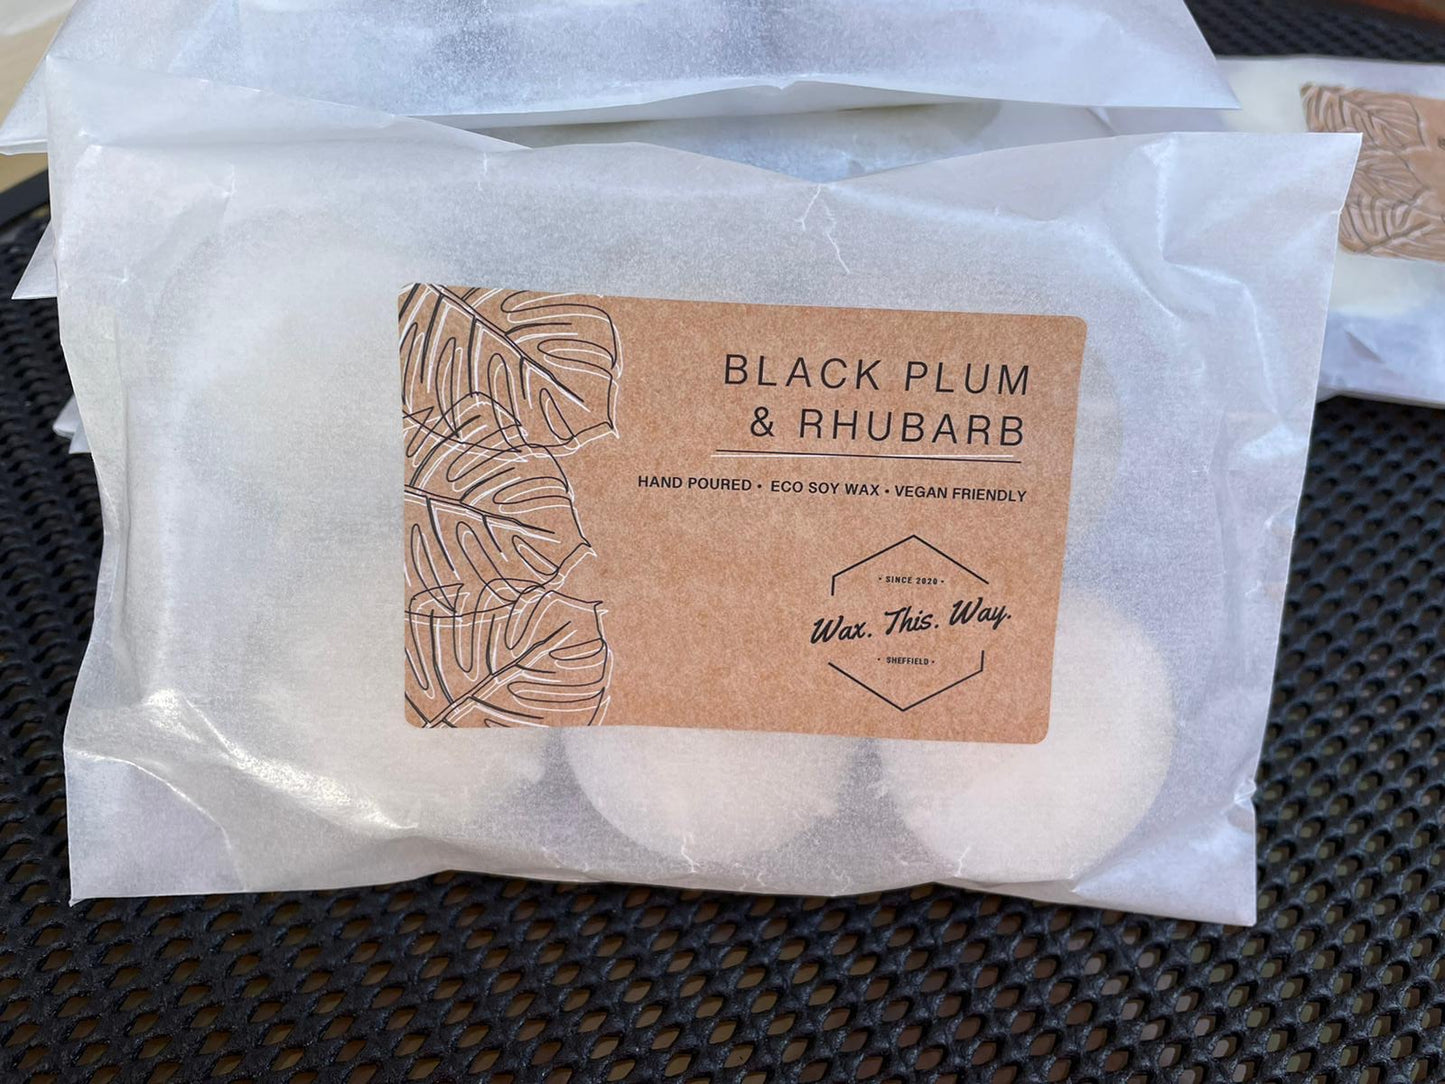 BLACK PLUM
& RHUBARB
HAND POURED • ECO SOY WAX • VEGAN FRIENDLY
• SINCE 2020 •
Wax. This. Way.
• SHEFFIELD •